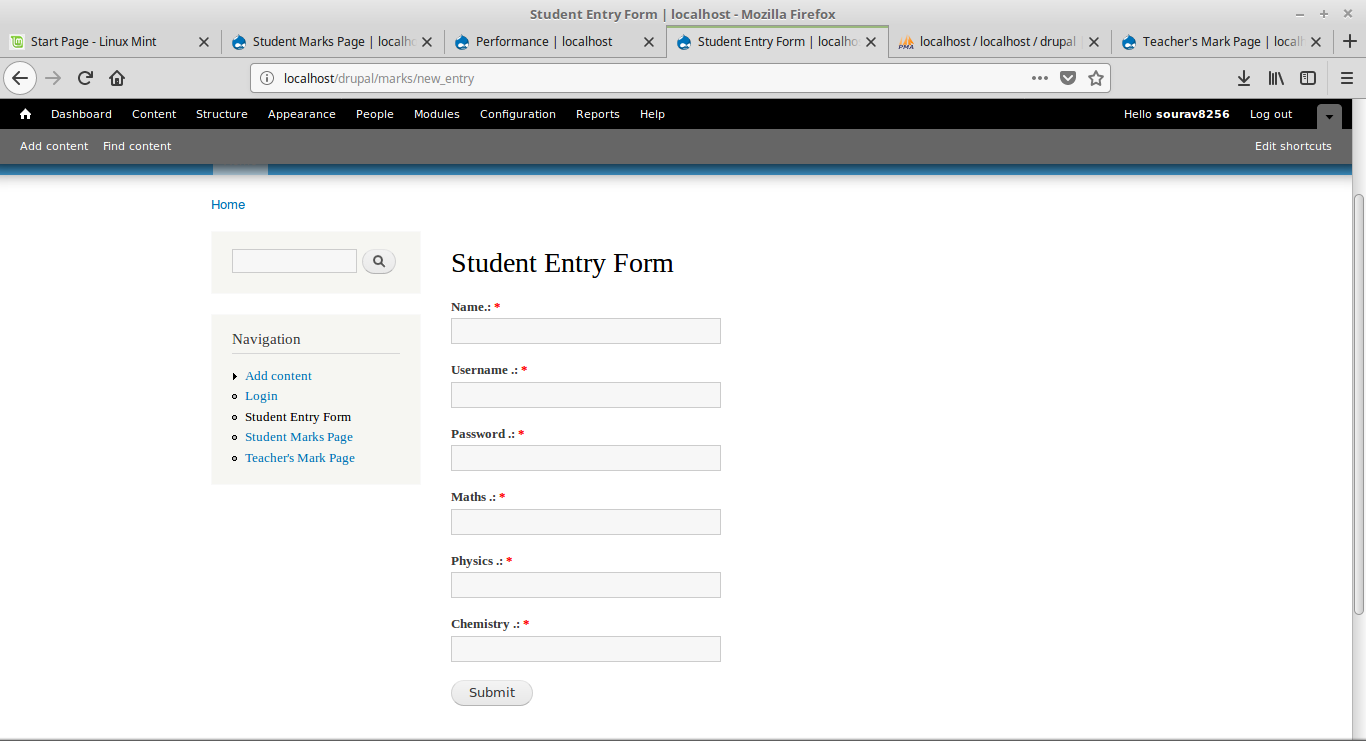 Student Entry Form | localhost - Mozilla Firefox
Start Page - Linux Mint
Student Marks Page | localho
Performance | localhost
Student Entry Form | localho
localhost / localhost / drupal
Teacher's Mark Page | localh
localhost/drupal/marks/new_entry
Dashboard Content Structure Appearance People Modules Configuration Reports Help Hello sourav8256 Log out
Add content Find content Edit shortcuts
Home
Student Entry Form
Name.: *
Username .: *
Password .: *
Maths .: *
Physics .: *
Chemistry .: *
Submit
Navigation
Add content
Login
Student Entry Form
Student Marks Page
Teacher's Mark Page